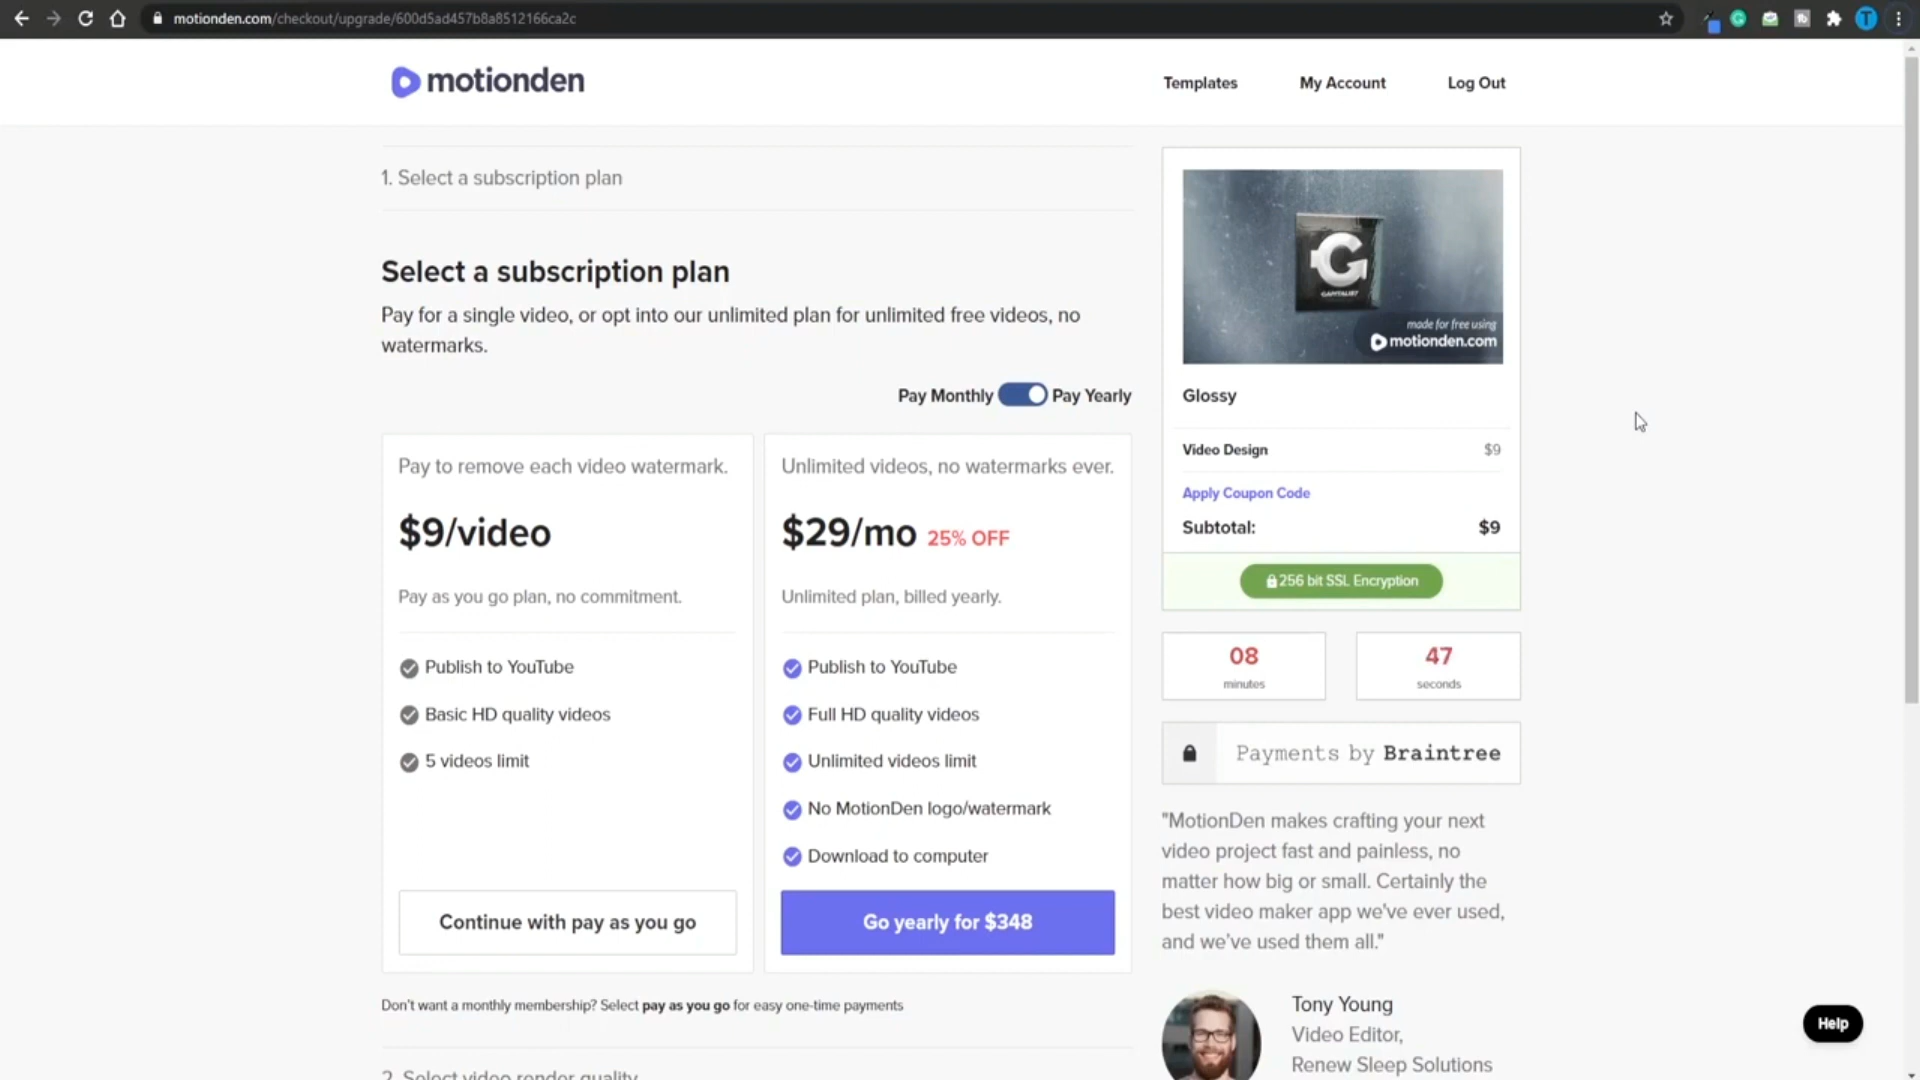 motionden.com/checkout/upgrade/600d5ad457b8a8512166ca2c
T
motionden
Templates
My Account
Log Out
1. Select a subscription plan
Select a subscription plan
Pay for a single video, or opt into our unlimited plan for unlimited free videos, no
watermarks.
Pay Monthly
Pay Yearly
Pay to remove each video watermark.
$9/video
Pay as you go plan, no commitment.
Publish to YouTube
Basic HD quality videos
5 videos limit
Continue with pay as you go
Unlimited videos, no watermarks ever.
$29/mo 25% OFF
Unlimited plan, billed yearly.
Publish to YouTube
Full HD quality videos
Unlimited videos limit
No MotionDen logo/watermark
Download to computer
Go yearly for $348
Don't want a monthly membership? Select pay as you go for easy one-time payments
2. Select video render quality
G
CAPITALIST
made for free using
motionden.com
Glossy
Video Design $9
Apply Coupon Code
Subtotal: $9
256 bit SSL Encryption
08
minutes
47
seconds
Payments by Braintree
"MotionDen makes crafting your next
video project fast and painless, no
matter how big or small. Certainly the
best video maker app we've ever used,
and we've used them all."
Tony Young
Video Editor,
Renew Sleep Solutions
Help